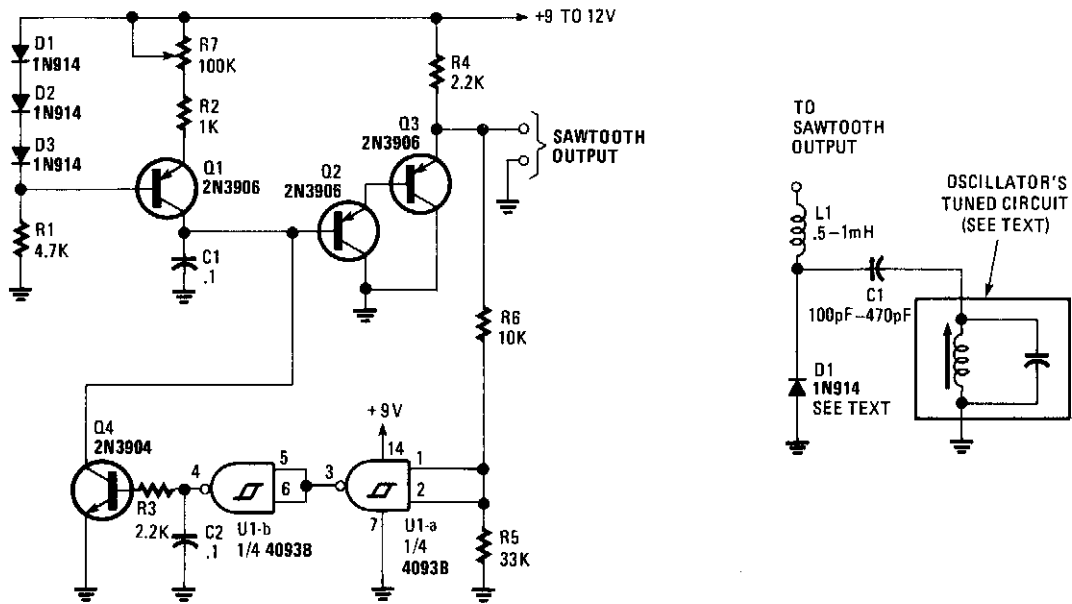 +9 TO 12V
D1
1N914
D2
1N914
D3
1N914
R1
4.7K
R7
100K
R2
1K
Q1
2N3906
C1
.1
R4
2.2K
Q3
2N3906
Q2
2N3906
SAWTOOTH
OUTPUT
R6
10K
+9V
14
1
2
3
7
U1-a
1/4
4093B
R5
33K
5
6
4
U1-b
1/4 4093B
Q4
2N3904
R3
2.2K
C2
.1
TO
SAWTOOTH
OUTPUT
L1
.5-1mH
C1
100pF-470pF
D1
1N914
SEE TEXT
OSCILLATOR'S
TUNED CIRCUIT
(SEE TEXT)